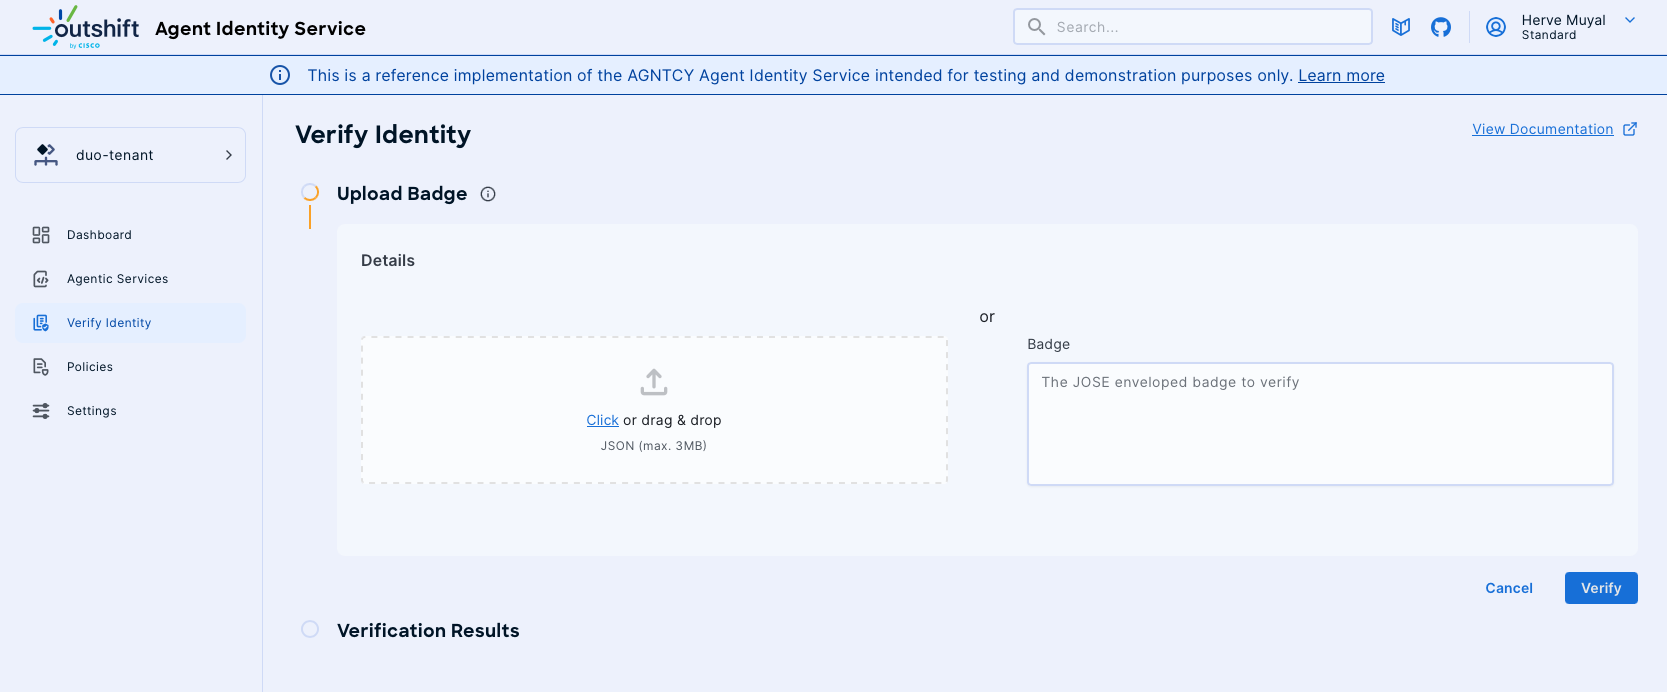 outshift
by CISCO
Agent Identity Service
Search...
Herve Muyal
Standard
This is a reference implementation of the AGNTCY Agent Identity Service intended for testing and demonstration purposes only. Learn more
duo-tenant
Dashboard
Agentic Services
Verify Identity
Policies
Settings
Verify Identity
View Documentation
Upload Badge
Details
Click or drag & drop
JSON (max. 3MB)
or
Badge
The JOSE enveloped badge to verify
Cancel
Verify
Verification Results